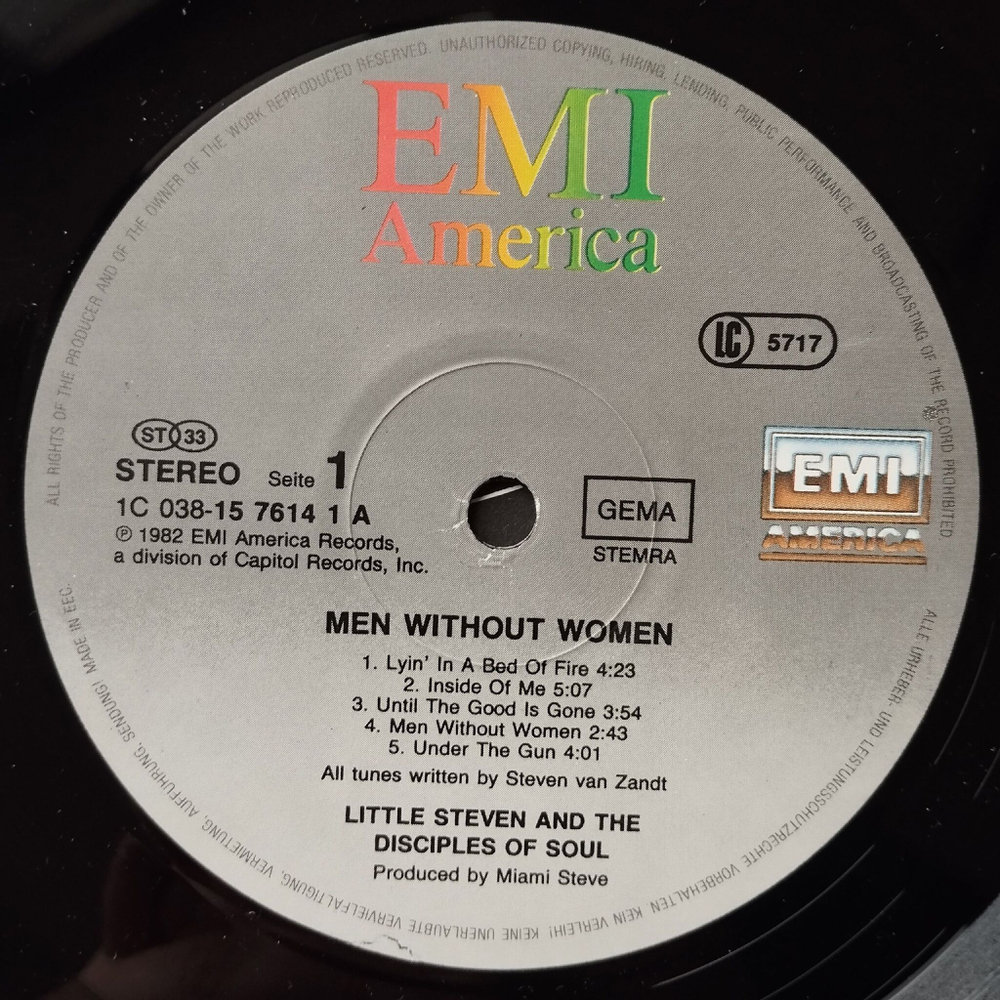 ALL RIGHTS OF THE PRODUCER AND OF THE OWNER OF THE WORK REPRODUCED RESERVED. UNAUTHORIZED COPYING, HIRING, LENDING, PUBLIC PERFORMANCE AND BROADCASTING OF THE RECORD PROHIBITED
EMI
America
LC 5717
ST 33
STEREO Seite 1
1C 038-15 7614 1 A
℗ 1982 EMI America Records,
a division of Capitol Records, Inc.
GEMA
STEMRA
EMI
AMERICA
MEN WITHOUT WOMEN
1. Lyin' In A Bed Of Fire 4:23
2. Inside Of Me 5:07
3. Until The Good Is Gone 3:54
4. Men Without Women 2:43
5. Under The Gun 4:01
All tunes written by Steven van Zandt
LITTLE STEVEN AND THE
DISCIPLES OF SOUL
Produced by Miami Steve
ALLE URHEBER- UND LEISTUNGSSCHUTZRECHTE VORBEHALTEN. KEIN VERLEIH! KEINE UNERLAUBTE VERVIELFÄLTIGUNG, VERMIETUNG, AUFFÜHRUNG, SENDUNG! MADE IN EEC.